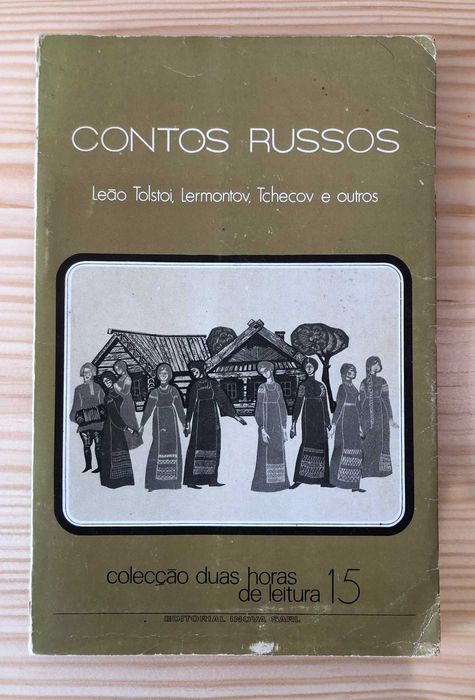 CONTOS RUSSOS
Leão Tolstoi, Lermontov, Tchecov e outros
colecção duas horas
de leitura 15
EDITORIAL INOVA SARL